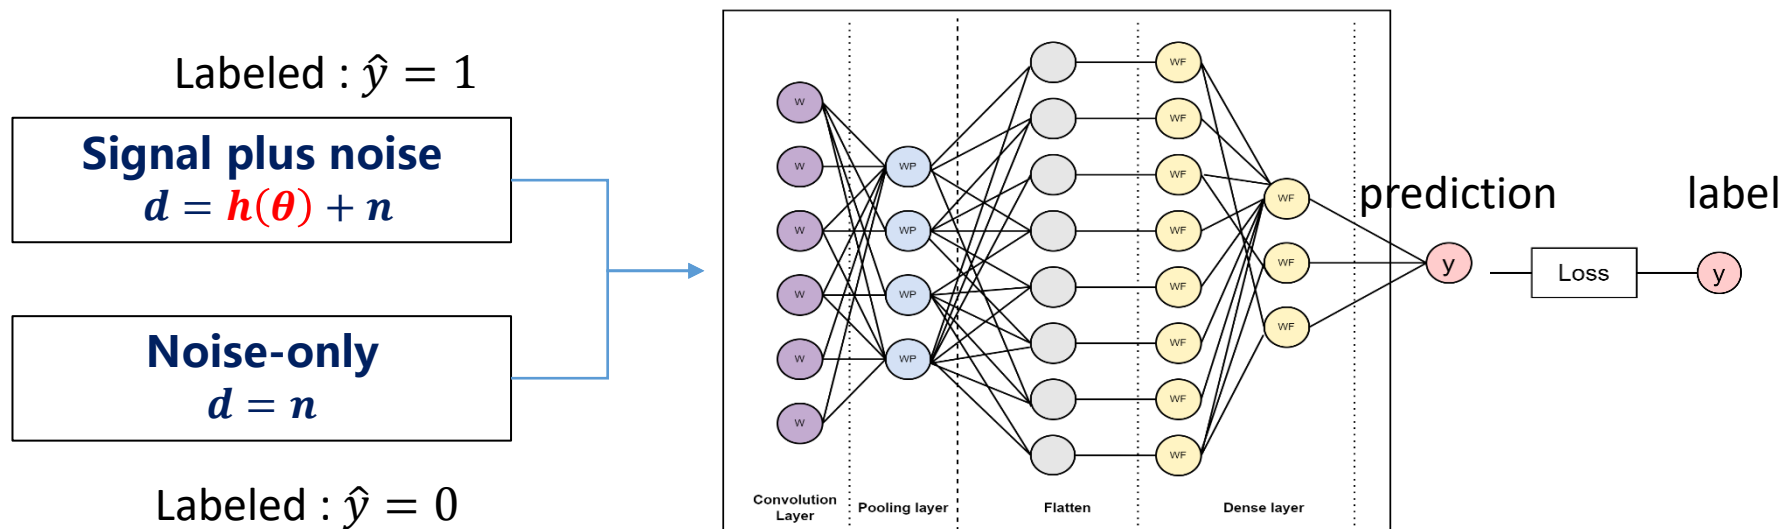 Labeled : ŷ = 1
Signal plus noise
d = h(θ) + n
Noise-only
d = n
Labeled : ŷ = 0
W
W
W
W
W
W
WP
WP
WP
WP
WF
WF
WF
WF
WF
WF
WF
WF
WF
WF
WF
Convolution
Layer
Pooling layer
Flatten
Dense layer
prediction
y
Loss
label
y